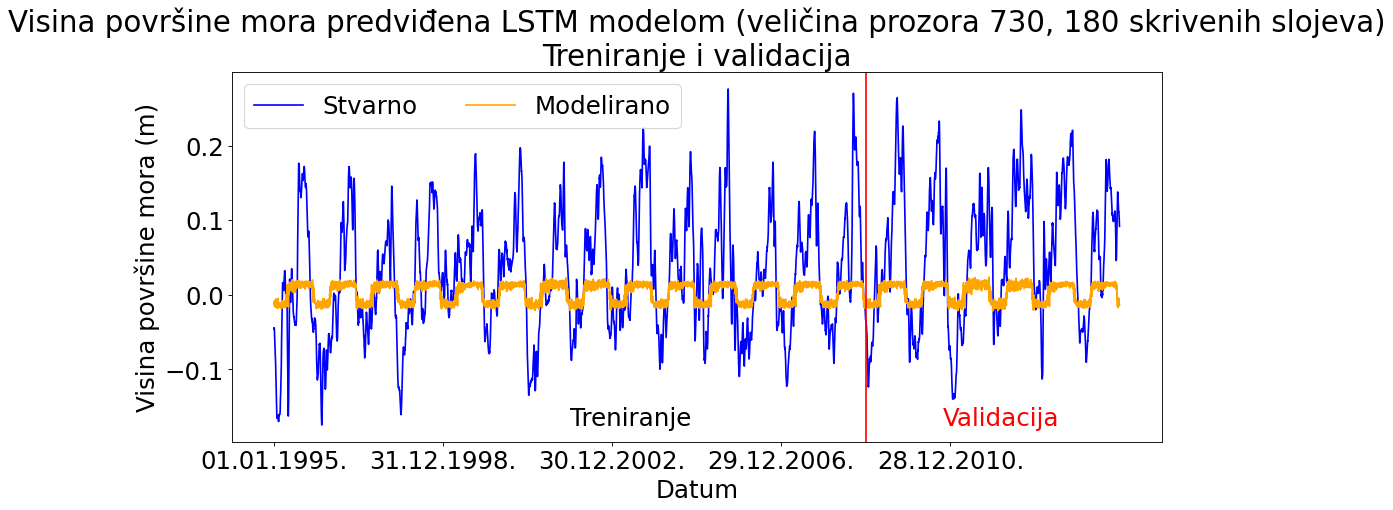 Visina površine mora predviđena LSTM modelom (veličina prozora 730, 180 skrivenih slojeva)
Treniranje i validacija
Stvarno
Modelirano
Visina površine mora (m)
0.2
0.1
0.0
−0.1
Treniranje
Validacija
01.01.1995.
31.12.1998.
30.12.2002.
29.12.2006.
28.12.2010.
Datum